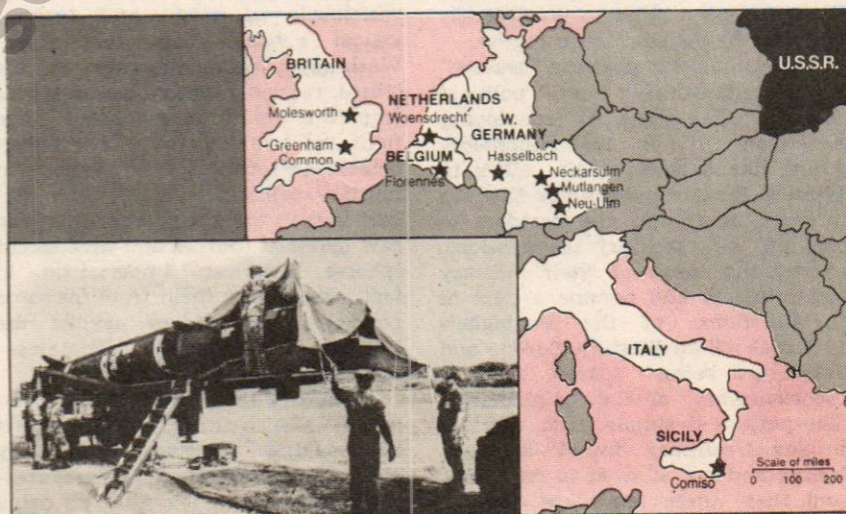 BRITAIN
Molesworth
Greenham
Common
NETHERLANDS
Woensdrecht
BELGIUM
Florennes
W.
GERMANY
Hasselbach
Neckarsulm
Mutlangen
Neu-Ulm
U.S.S.R.
ITALY
SICILY
Comiso
Scale of miles
0 100 200